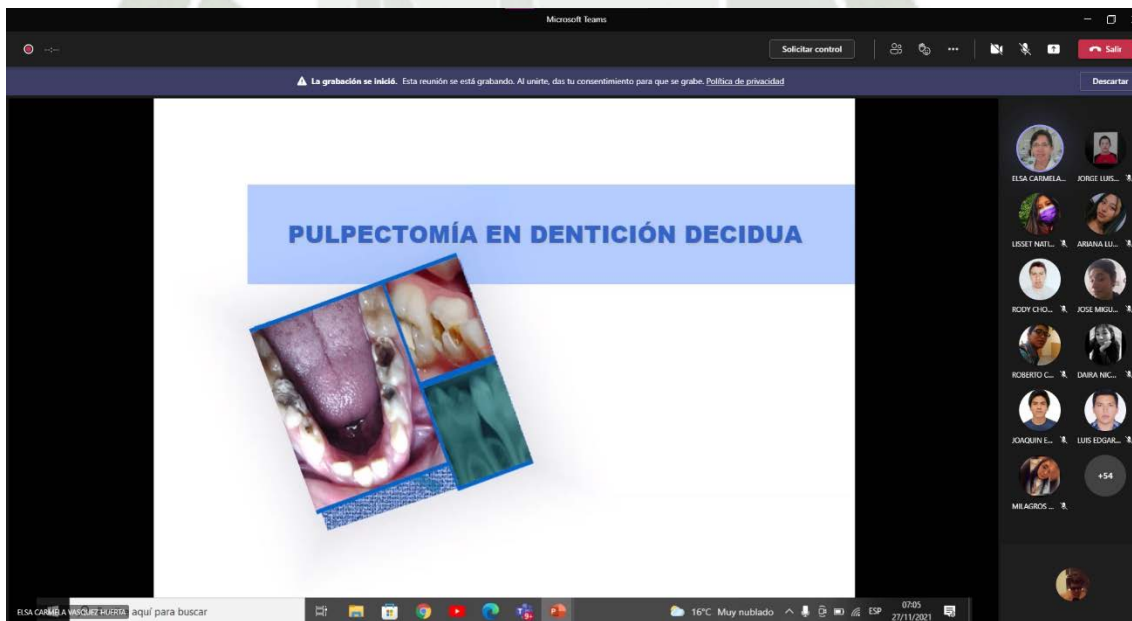 Microsoft Teams
--:--
Solicitar control
Salir
La grabación se inició. Esta reunión se está grabando. Al unirte, das tu consentimiento para que se grabe. Política de privacidad
Descartar
PULPECTOMÍA EN DENTICIÓN DECIDUA
ELSA CARMELA...
JORGE LUIS...
LISSET NATI...
ARIANA LU...
RODY CHO...
JOSE MIGU...
ROBERTO C...
DAIRA NIC...
JOAQUIN E...
LUIS EDGAR...
MILAGROS ...
+54
ELSA CARMELA VASQUEZ HUERTA
aquí para buscar
16°C Muy nublado
ESP
07:05
27/11/2021